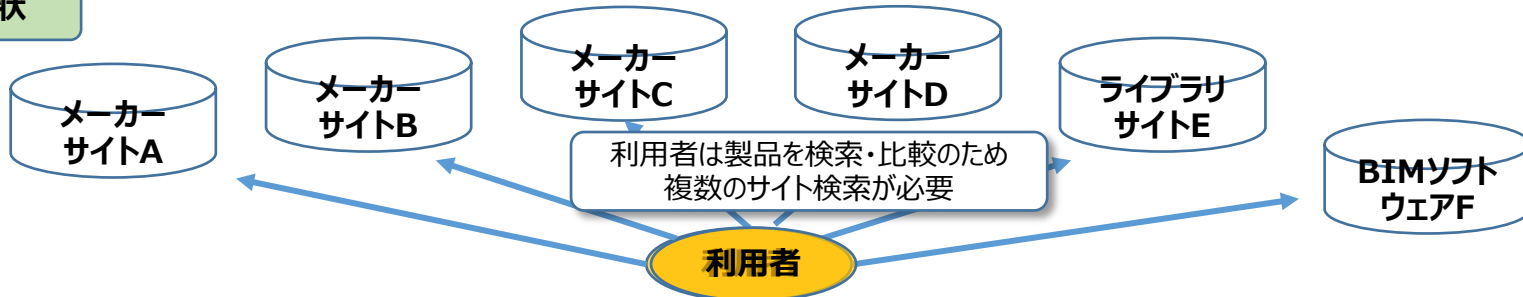 状
メーカー
サイトA
メーカー
サイトB
メーカー
サイトC
メーカー
サイトD
ライブラリ
サイトE
BIMソフト
ウェアF
利用者は製品を検索・比較のため
複数のサイト検索が必要
利用者